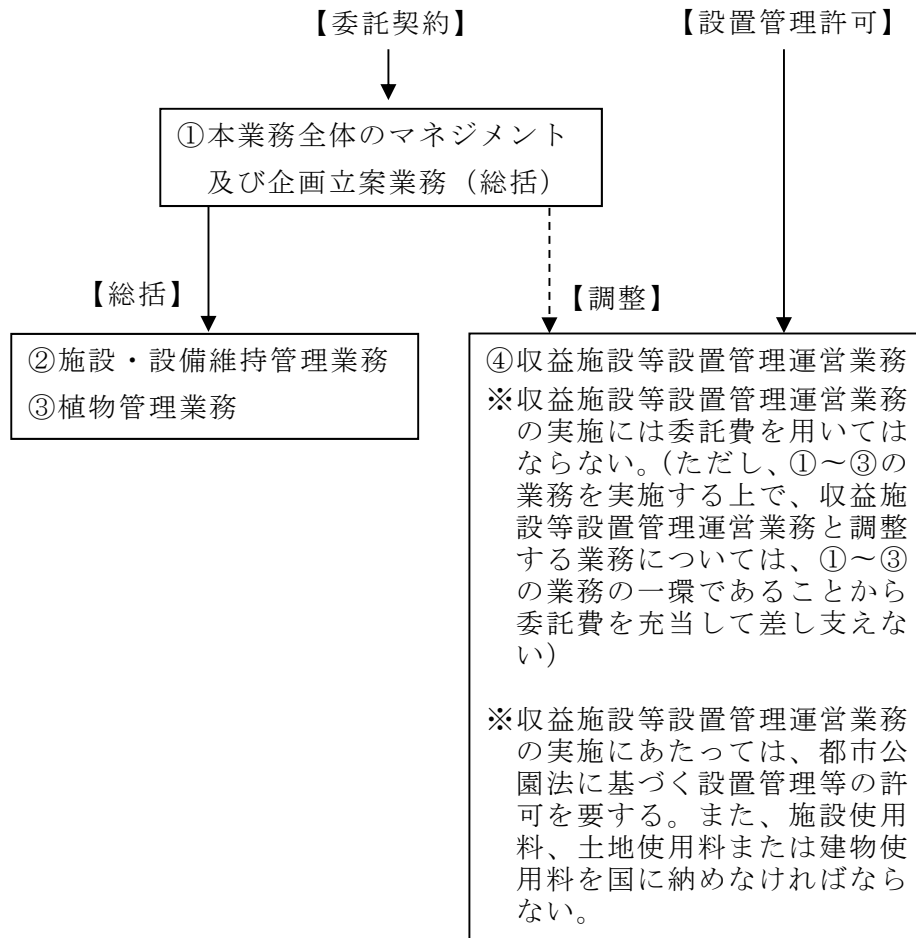 【委託契約】
【設置管理許可】
①本業務全体のマネジメント
及び企画立案業務（総括）
【総括】
【調整】
②施設・設備維持管理業務
③植物管理業務
④収益施設等設置管理運営業務
※収益施設等設置管理運営業務
の実施には委託費を用いては
ならない。（ただし、①～③の
業務を実施する上で、収益施
設等設置管理運営業務と調整
する業務については、①～③
の業務の一環であることから
委託費を充当して差し支えな
い）
※収益施設等設置管理運営業務
の実施にあたっては、都市公
園法に基づく設置管理等の許
可を要する。また、施設使用
料、土地使用料または建物使
用料を国に納めなければなら
ない。